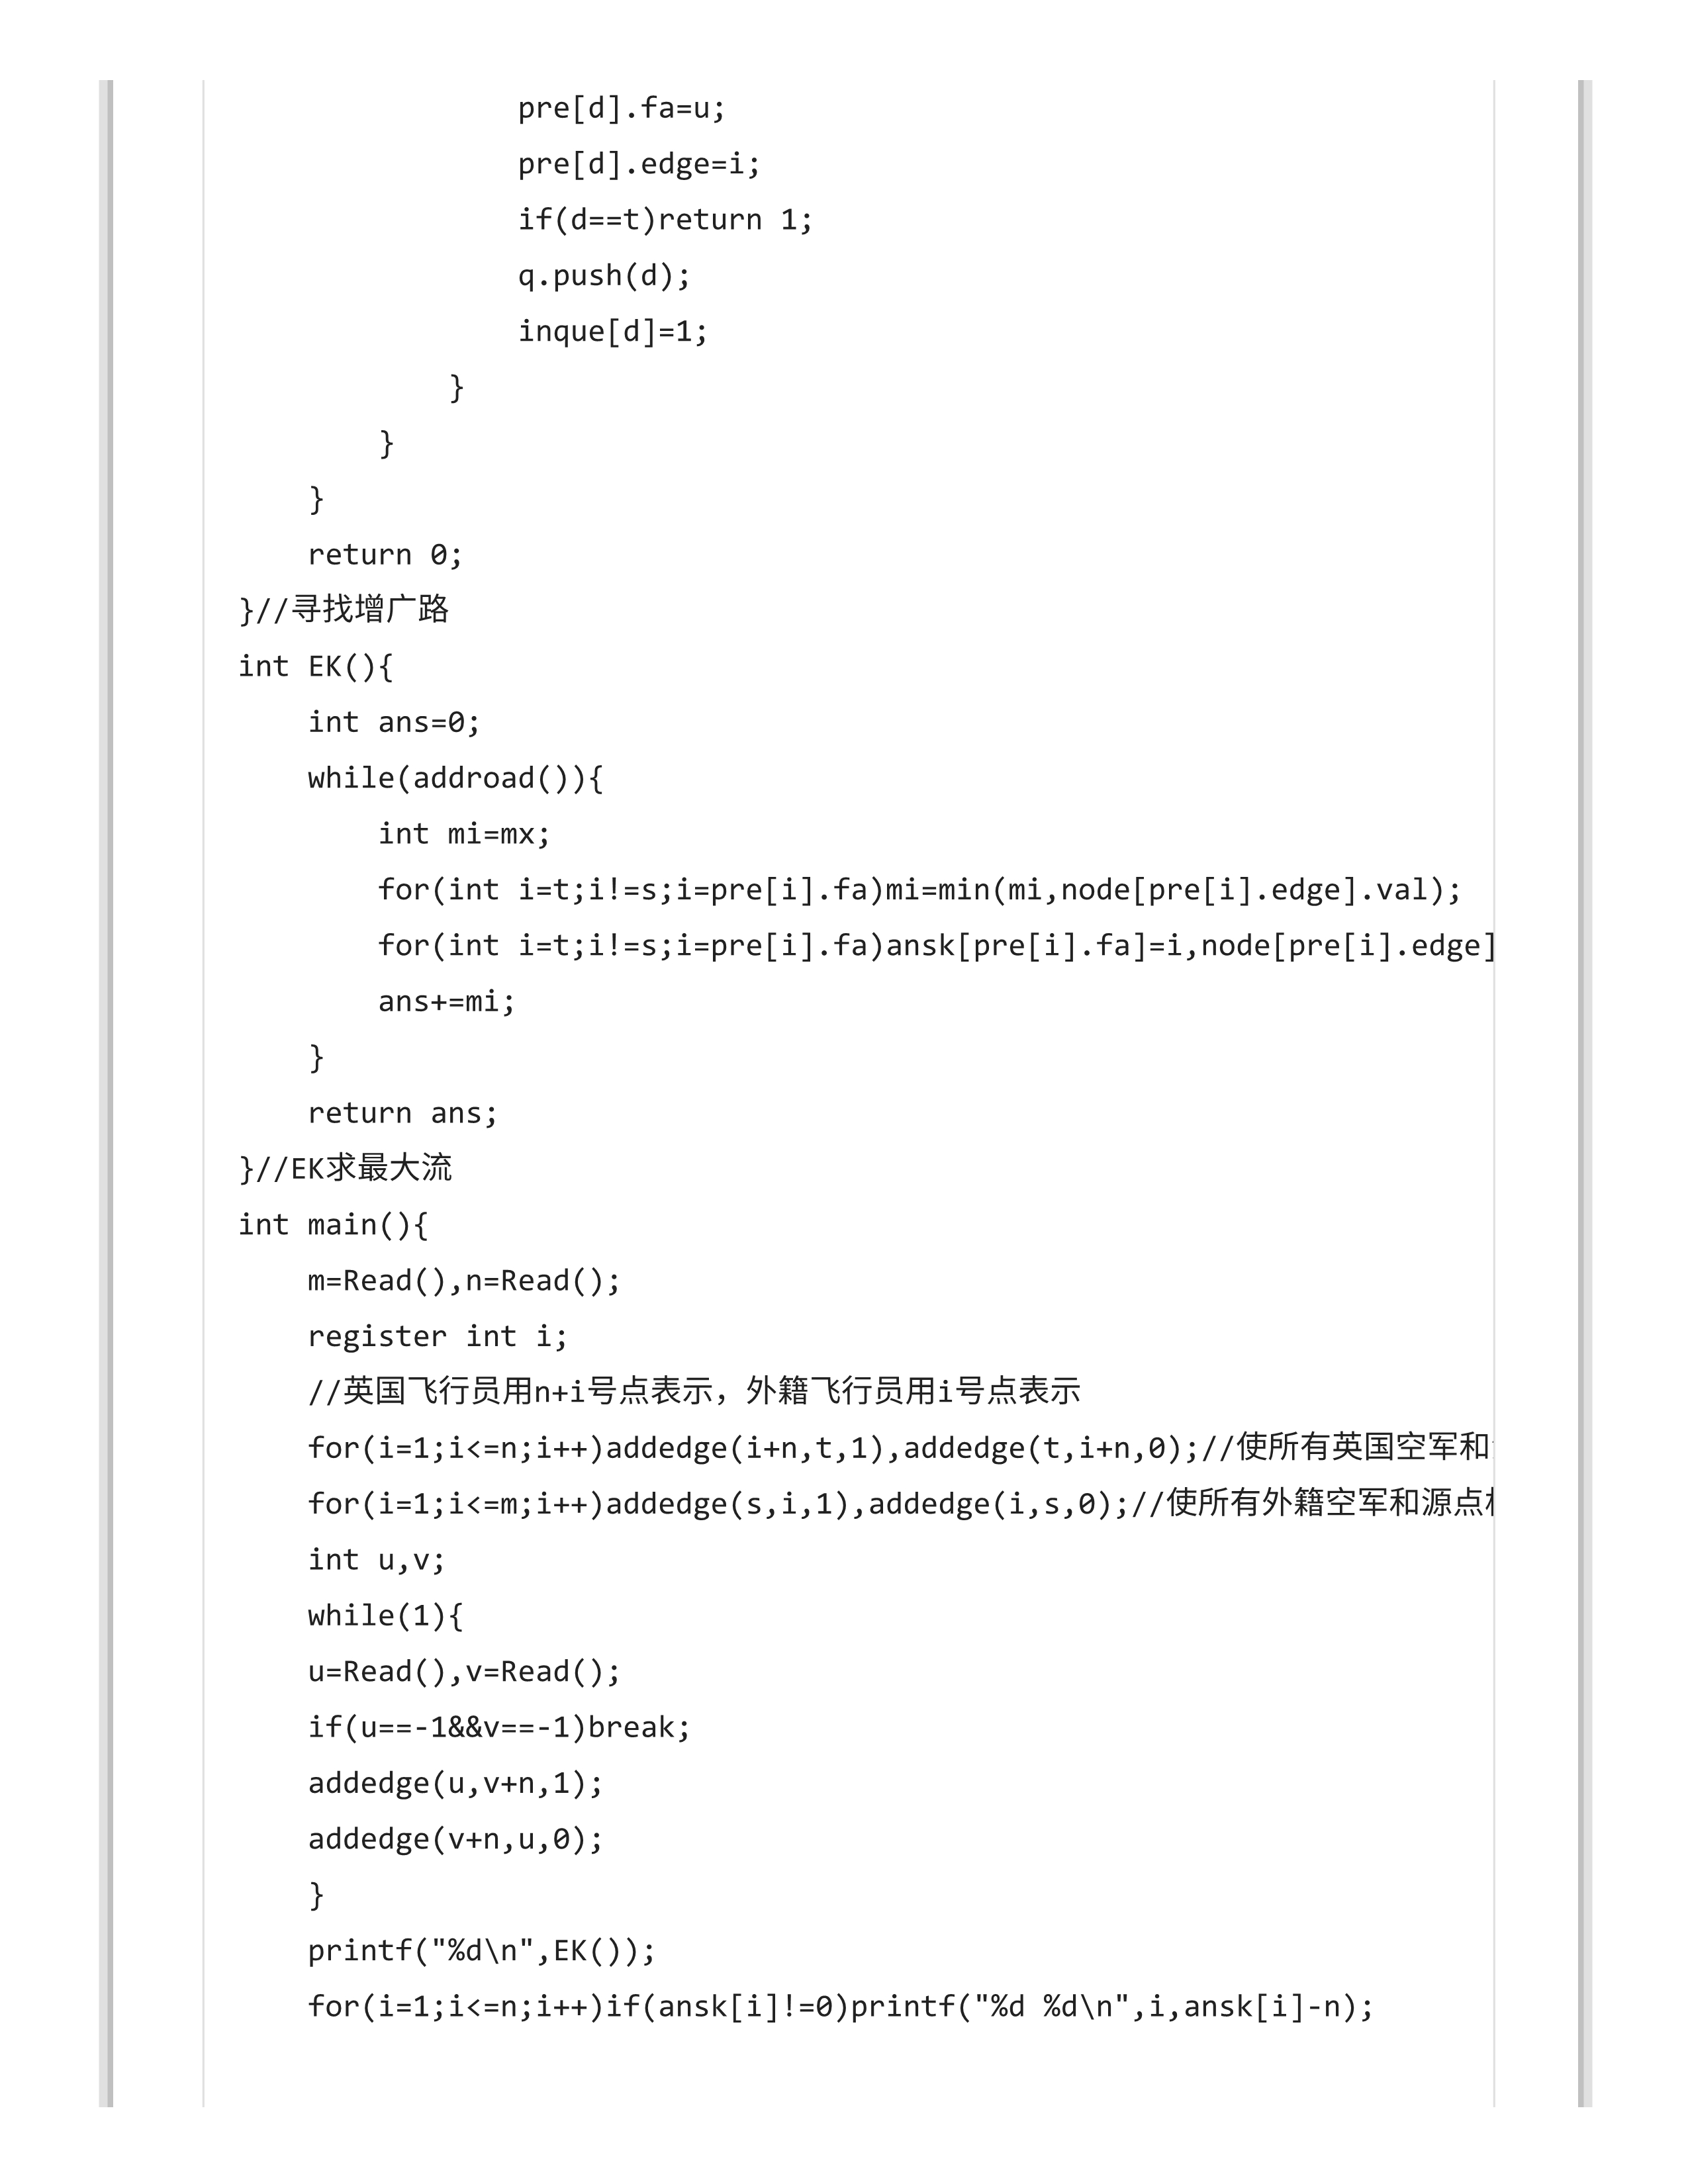 pre[d].fa=u;
pre[d].edge=i;
if(d==t)return 1;
q.push(d);
inque[d]=1;
}
}
}
return 0;
}//寻找增广路
int EK(){
int ans=0;
while(addroad()){
int mi=mx;
for(int i=t;i!=s;i=pre[i].fa)mi=min(mi,node[pre[i].edge].val);
for(int i=t;i!=s;i=pre[i].fa)ansk[pre[i].fa]=i,node[pre[i].edge]
ans+=mi;
}
return ans;
}//EK求最大流
int main(){
m=Read(),n=Read();
register int i;
//英国飞行员用n+i号点表示，外籍飞行员用i号点表示
for(i=1;i<=n;i++)addedge(i+n,t,1),addedge(t,i+n,0);//使所有英国空军和
for(i=1;i<=m;i++)addedge(s,i,1),addedge(i,s,0);//使所有外籍空军和源点
int u,v;
while(1){
u=Read(),v=Read();
if(u==-1&&v==-1)break;
addedge(u,v+n,1);
addedge(v+n,u,0);
}
printf("%d\n",EK());
for(i=1;i<=n;i++)if(ansk[i]!=0)printf("%d %d\n",i,ansk[i]-n);